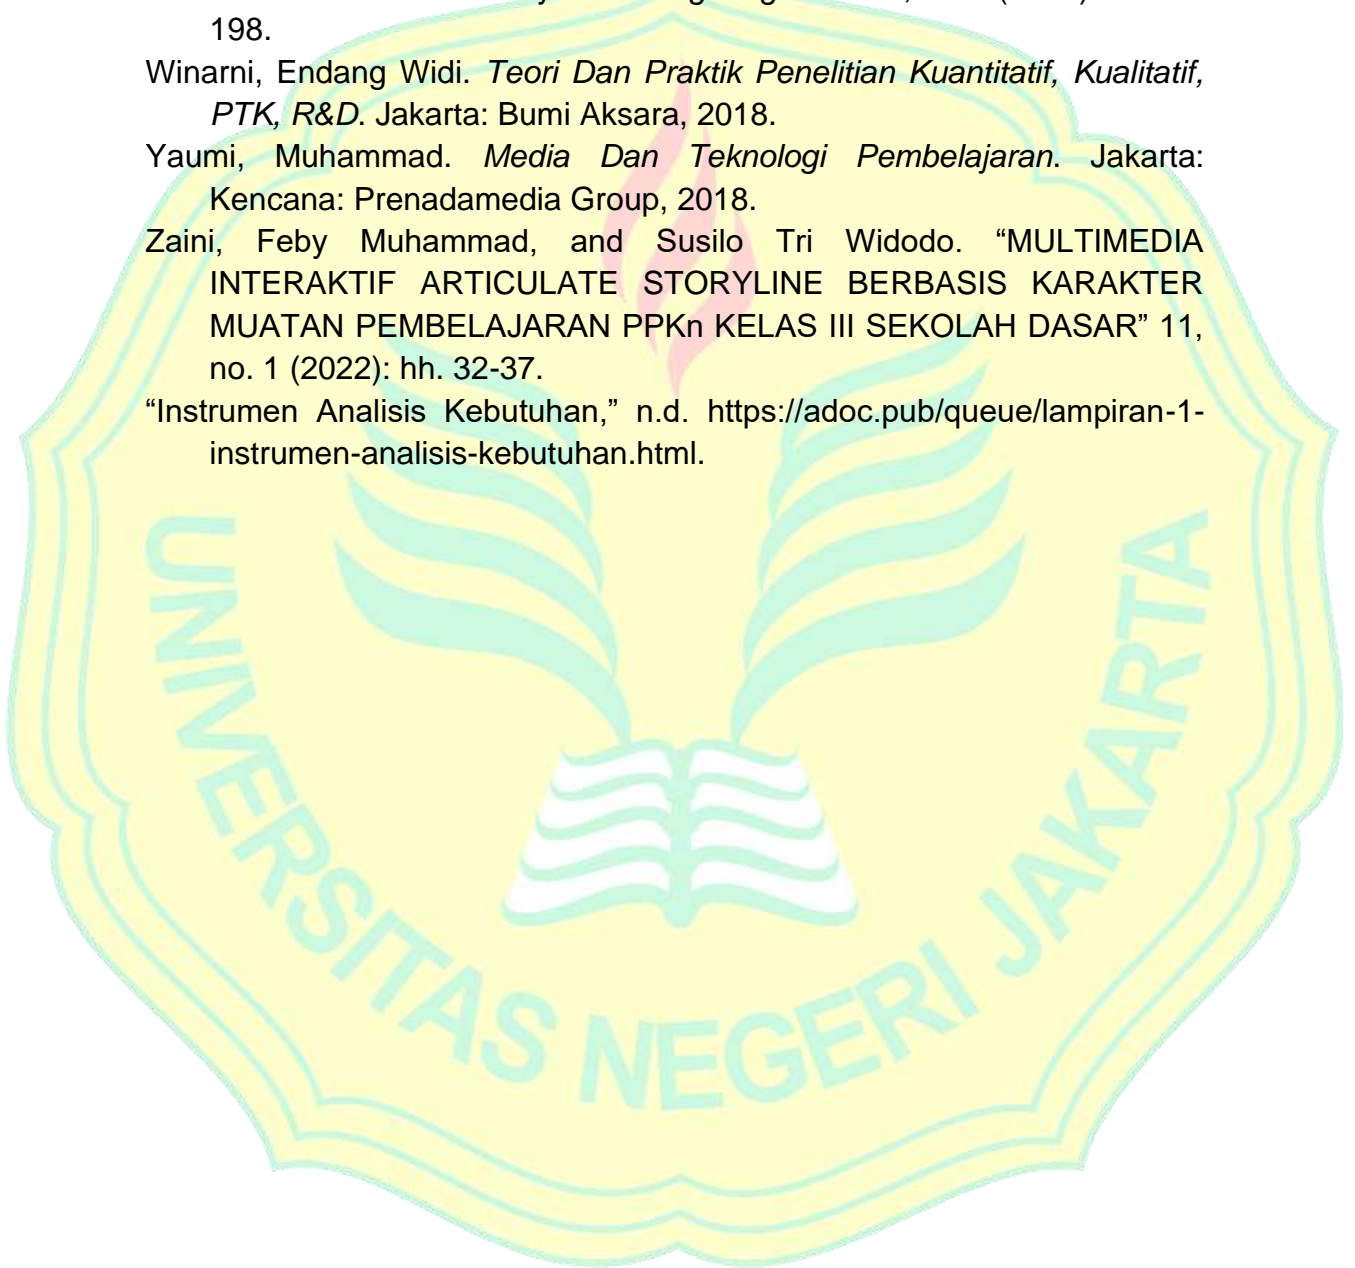 198.
Winarni, Endang Widi. Teori Dan Praktik Penelitian Kuantitatif, Kualitatif,
PTK, R&D. Jakarta: Bumi Aksara, 2018.
Yaumi, Muhammad. Media Dan Teknologi Pembelajaran. Jakarta:
Kencana: Prenadamedia Group, 2018.
Zaini, Feby Muhammad, and Susilo Tri Widodo. “MULTIMEDIA
INTERAKTIF ARTICULATE STORYLINE BERBASIS KARAKTER
MUATAN PEMBELAJARAN PPKn KELAS III SEKOLAH DASAR” 11,
no. 1 (2022): hh. 32-37.
“Instrumen Analisis Kebutuhan,” n.d. https://adoc.pub/queue/lampiran-1-
instrumen-analisis-kebutuhan.html.
UNIVERSITAS NEGERI JAKARTA